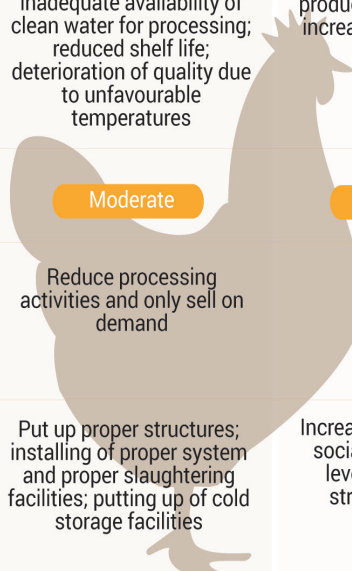 inadequate availability of
clean water for processing;
reduced shelf life;
deterioration of quality due
to unfavourable
temperatures
Moderate
Reduce processing
activities and only sell on
demand
Put up proper structures;
installing of proper system
and proper slaughtering
facilities; putting up of cold
storage facilities